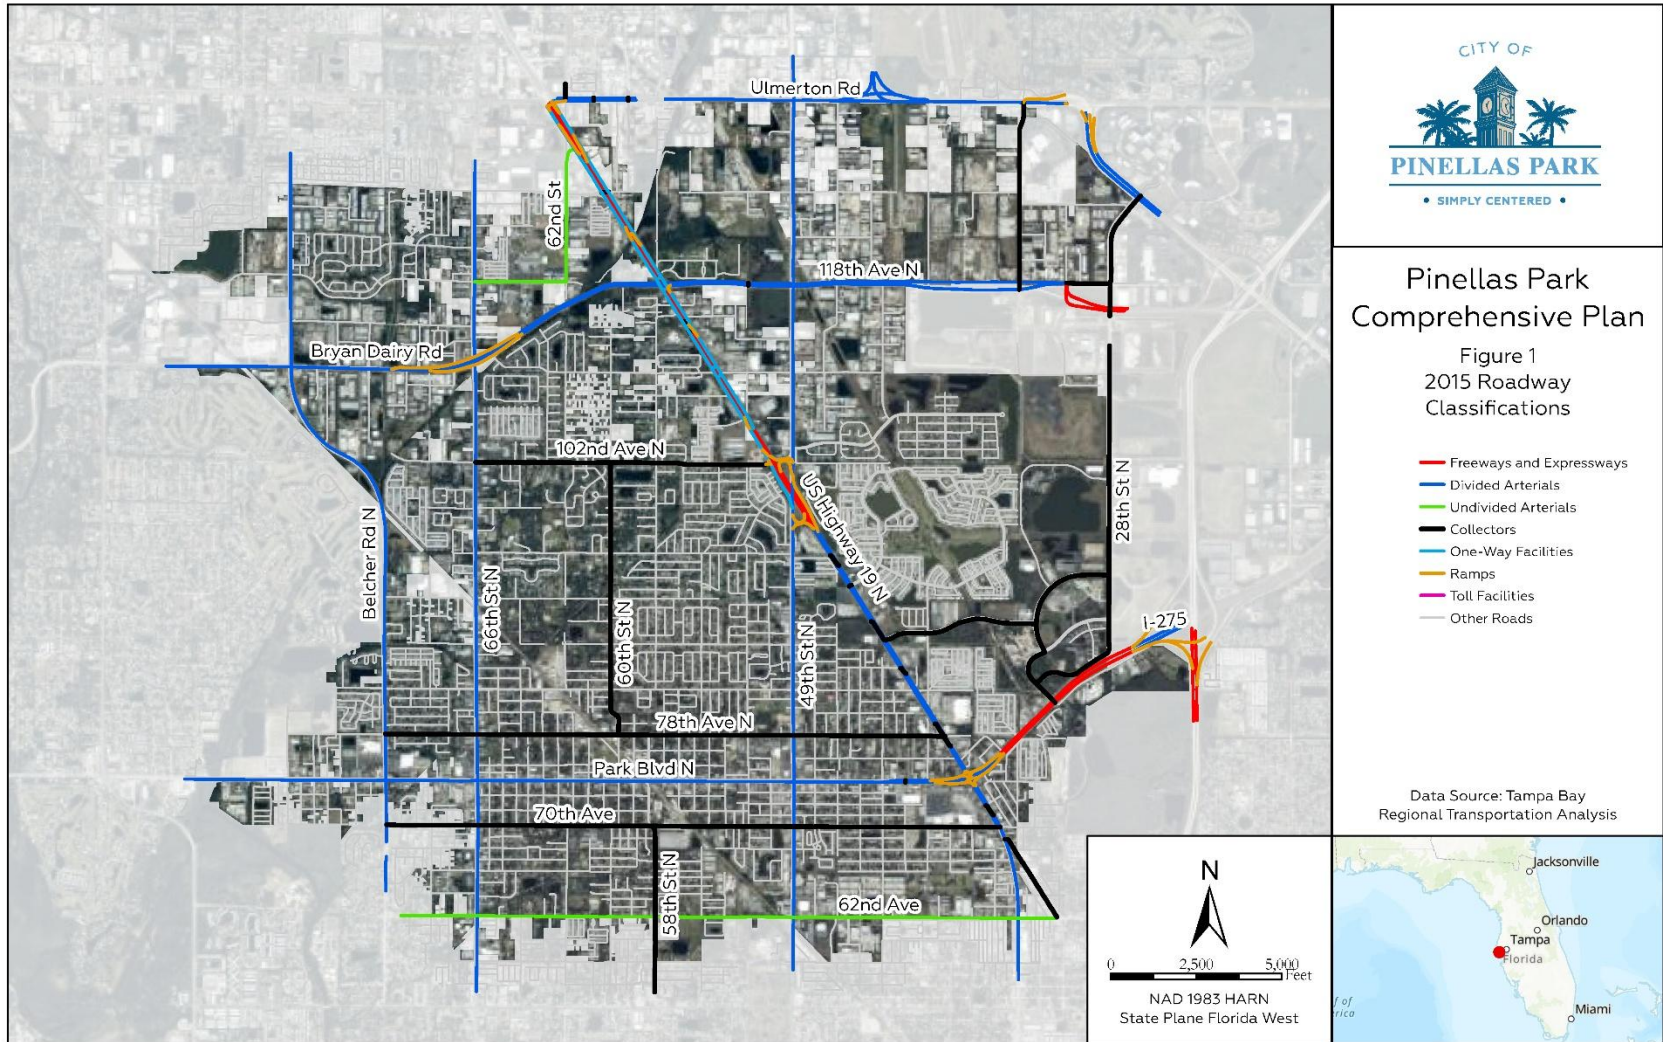 CITY OF
PINELLAS PARK
• SIMPLY CENTERED •
Pinellas Park
Comprehensive Plan
Figure 1
2015 Roadway
Classifications
Freeways and Expressways
Divided Arterials
Undivided Arterials
Collectors
One-Way Facilities
Ramps
Toll Facilities
Other Roads
Data Source: Tampa Bay
Regional Transportation Analysis
Ulmerton Rd
62nd St
118th Ave N
Bryan Dairy Rd
102nd Ave N
US Highway 19 N
28th St N
Belcher Rd N
66th St N
60th St N
49th St N
I-275
78th Ave N
Park Blvd N
70th Ave
58th St N
62nd Ave
N
0 2,500 5,000
Feet
NAD 1983 HARN
State Plane Florida West
Jacksonville
Orlando
Tampa
Florida
Miami
f of
erica